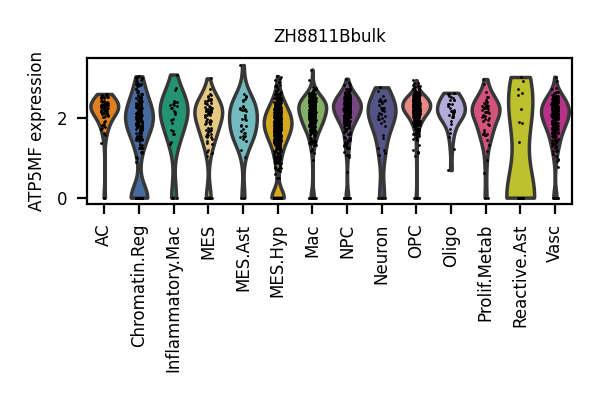 ZH8811Bbulk
ATP5MF expression
2
0
AC
Chromatin.Reg
Inflammatory.Mac
MES
MES.Ast
MES.Hyp
Mac
NPC
Neuron
OPC
Oligo
Prolif.Metab
Reactive.Ast
Vasc